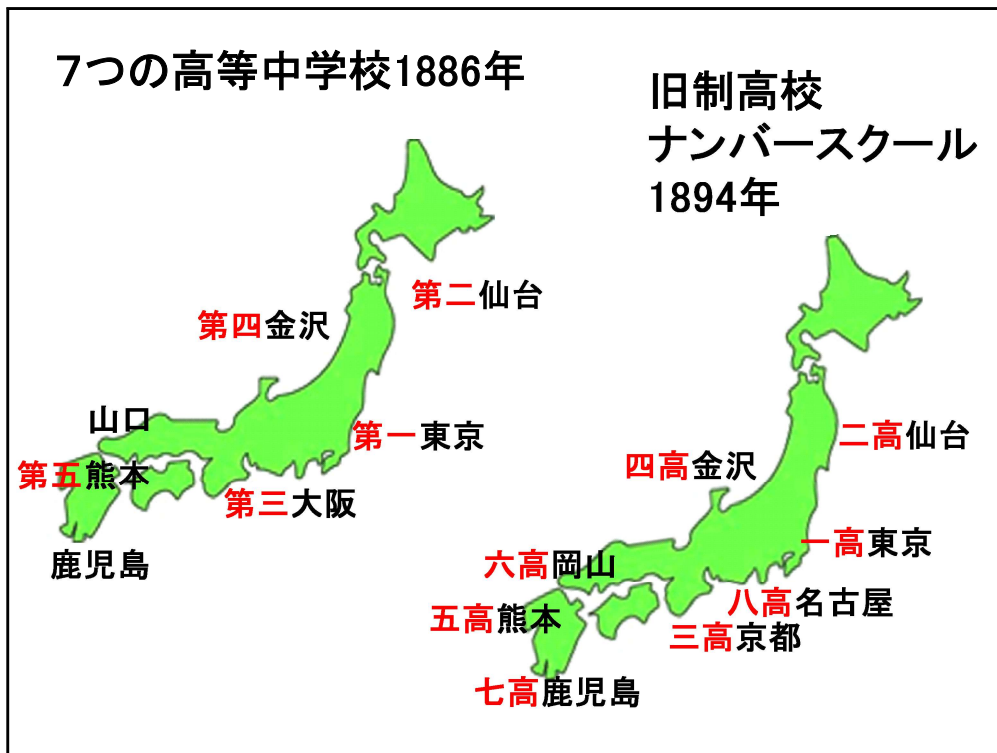 ７つの高等中学校1886年
第二仙台
第四金沢
山口
第一東京
第五熊本
第三大阪
鹿児島
旧制高校
ナンバースクール
1894年
二高仙台
四高金沢
一高東京
六高岡山
八高名古屋
五高熊本
三高京都
七高鹿児島